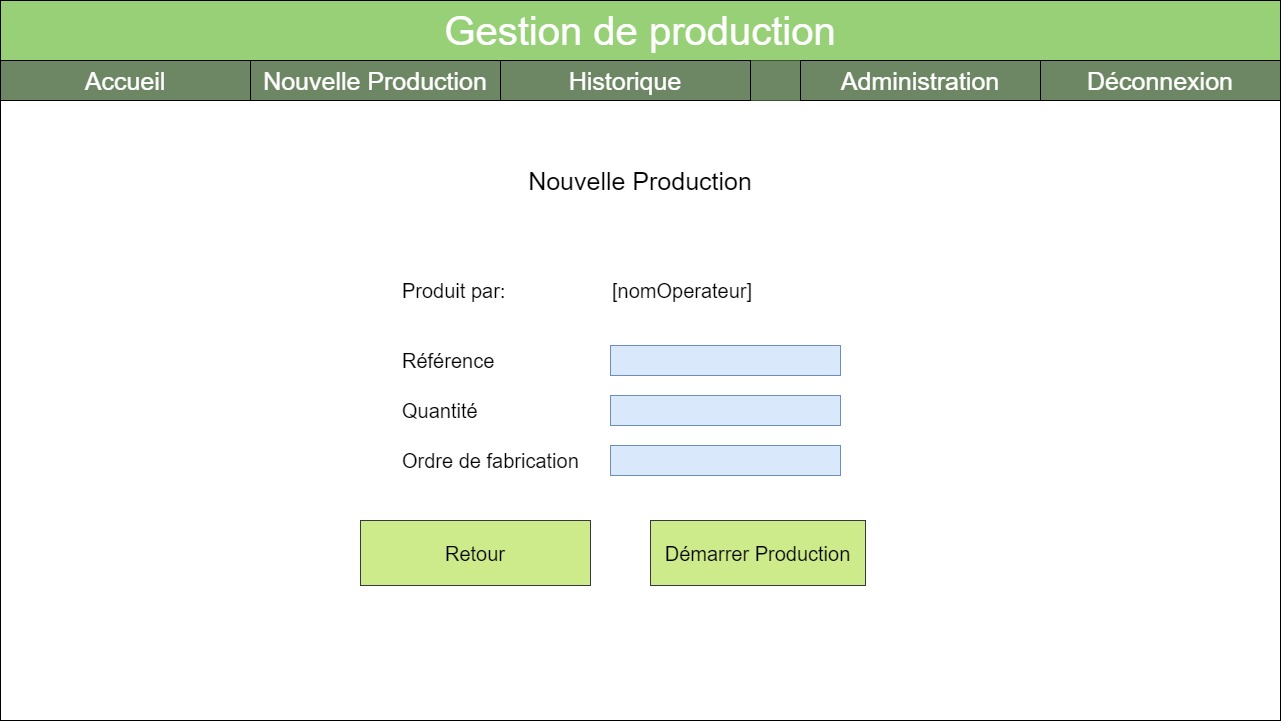 Gestion de production
Accueil Nouvelle Production Historique Administration Déconnexion
Nouvelle Production
Produit par: [nomOperateur]
Référence
Quantité
Ordre de fabrication
Retour Démarrer Production